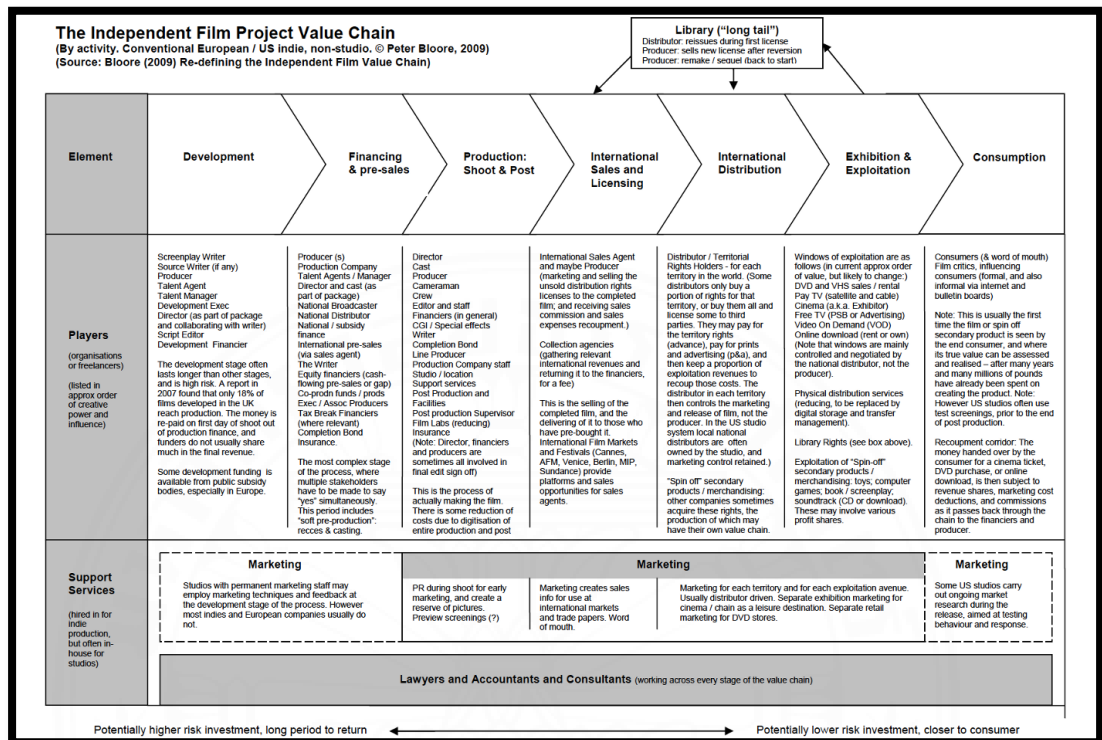 The Independent Film Project Value Chain
(By activity. Conventional European / US indie, non-studio. © Peter Bloore, 2009)
(Source: Bloore (2009) Re-defining the Independent Film Value Chain)
Library ("long tail")
Distributor: reissues during first license
Producer: sells new license after reversion
Producer: remake / sequel (back to start)
Element
Development
Financing
& pre-sales
Production:
Shoot & Post
International
Sales and
Licensing
International
Distribution
Exhibition &
Exploitation
Consumption
Players
(organisations
or freelancers)
(listed in
approx order
of creative
power and
influence)
Screenplay Writer
Source Writer (if any)
Producer
Talent Agent
Talent Manager
Development Exec
Director (as part of package
and collaborating with writer)
Script Editor
Development Financier
The development stage often
lasts longer than other stages,
and is high risk. A report in
2007 found that only 18% of
films developed in the UK
reach production. The money is
re-paid on first day of shoot out
of production finance, and
funders do not usually share
much in the final revenue.
Some development funding is
available from public subsidy
bodies, especially in Europe.
Producer (s)
Production Company
Talent Agents / Manager
Director and cast (as
part of package)
National Broadcaster
National Distributor
National / subsidy
finance
International pre-sales
(via sales agent)
The Writer
Equity financiers (cash-
flowing pre-sales or gap)
Co-prodn funds / prods
Exec / Assoc Producers
Tax Break Financiers
(where relevant)
Completion Bond
Insurance.
The most complex stage
of the process, where
multiple stakeholders
have to be made to say
"yes" simultaneously.
This period includes
"soft pre-production":
recces & casting.
Director
Cast
Producer
Cameraman
Crew
Editor and staff
Financiers (in general)
CGI / Special effects
Writer
Completion Bond
Line Producer
Production Company staff
Studio / location
Support services
Post Production and
Facilities
Post production Supervisor
Film Labs (reducing)
Insurance
(Note: Director, financiers
and producers are
sometimes all involved in
final edit sign off)
This is the process of
actually making the film.
There is some reduction of
costs due to digitisation of
entire production and post
International Sales Agent
and maybe Producer
(marketing and selling the
unsold distribution rights
licenses to the completed
film; and receiving sales
commission and sales
expenses recoupment.)
Collection agencies
(gathering relevant
international revenues and
returning it to the financiers,
for a fee)
This is the selling of the
completed film, and the
delivering of it to those who
have pre-bought it.
International Film Markets
and Festivals (Cannes,
AFM, Venice, Berlin, MIP,
Sundance) provide
platforms and sales
opportunities for sales
agents.
Distributor / Territorial
Rights Holders - for each
territory in the world. (Some
distributors only buy a
portion of rights for that
territory, or buy them all and
license some to third
parties. They may pay for
the territory rights
(advance), pay for prints
and advertising (p&a), and
then keep a proportion of
exploitation revenues to
recoup those costs. The
distributor in each territory
then controls the marketing
and release of film, not the
producer. In the US studio
system local national
distributors are often
owned by the studio, and
marketing control retained.)
"Spin off" secondary
products / merchandising:
other companies sometimes
acquire these rights, the
production of which may
have their own value chain.
Windows of exploitation are as
follows (in current approx order
of value, but likely to change:)
DVD and VHS sales / rental
Pay TV (satellite and cable)
Cinema (a.k.a. Exhibitor)
Free TV (PSB or Advertising)
Video On Demand (VOD)
Online download (rent or own)
(Note that windows are mainly
controlled and negotiated by
the national distributor, not the
producer).
Physical distribution services
(reducing, to be replaced by
digital storage and transfer
management).
Library Rights (see box above).
Exploitation of "Spin-off"
secondary products /
merchandising: toys; computer
games; book / screenplay;
soundtrack (CD or download).
These may involve various
profit shares.
Consumers (& word of mouth)
Film critics, influencing
consumers (formal, and also
informal via internet and
bulletin boards)
Note: This is usually the first
time the film or spin off
secondary product is seen by
the end consumer, and where
its true value can be assessed
and realised – after many years
and many millions of pounds
have already been spent on
creating the product. Note:
However US studios often use
test screenings, prior to the end
of post production.
Recoupment corridor: The
money handed over by the
consumer for a cinema ticket,
DVD purchase, or online
download, is then subject to
revenue shares, marketing cost
deductions, and commissions
as it passes back through the
chain to the financiers and
producer.
Support
Services
(hired in for
indie
production,
but often in-
house for
studios)
Marketing
Studios with permanent marketing staff may
employ marketing techniques and feedback at
the development stage of the process. However
most indies and European companies usually do
not.
Marketing
PR during shoot for early
marketing, and create a
reserve of pictures.
Preview screenings (?)
Marketing creates sales
info for use at
international markets
and trade papers. Word
of mouth.
Marketing for each territory and for each exploitation avenue.
Usually distributor driven. Separate exhibition marketing for
cinema / chain as a leisure destination. Separate retail
marketing for DVD stores.
Marketing
Some US studios carry
out ongoing market
research during the
release, aimed at testing
behaviour and response.
Lawyers and Accountants and Consultants (working across every stage of the value chain)
Potentially higher risk investment, long period to return
Potentially lower risk investment, closer to consumer